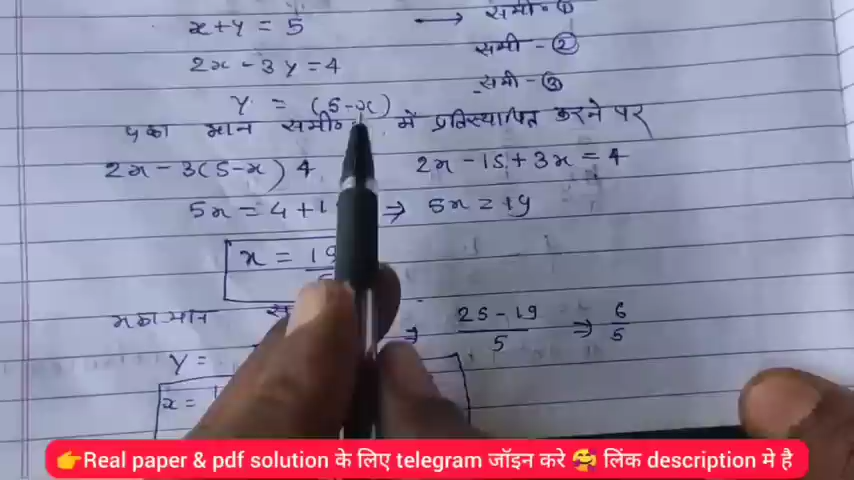 x+y = 5 → समी-①
2x - 3y = 4 समी - ②
समी - ③
y = (5-x)
का मान समी में प्रतिस्थापित करने पर
2x - 3(5-x) 4 2x - 15 + 3x = 4
5x = 4 + 1 ⇒ 5x = 19
x = 19
का मान स
⇒ 25 - 19 / 5 ⇒ 6/5
y =
x = 1
👉Real paper & pdf solution के लिए telegram जॉइन करे 🥰 लिंक description मे है